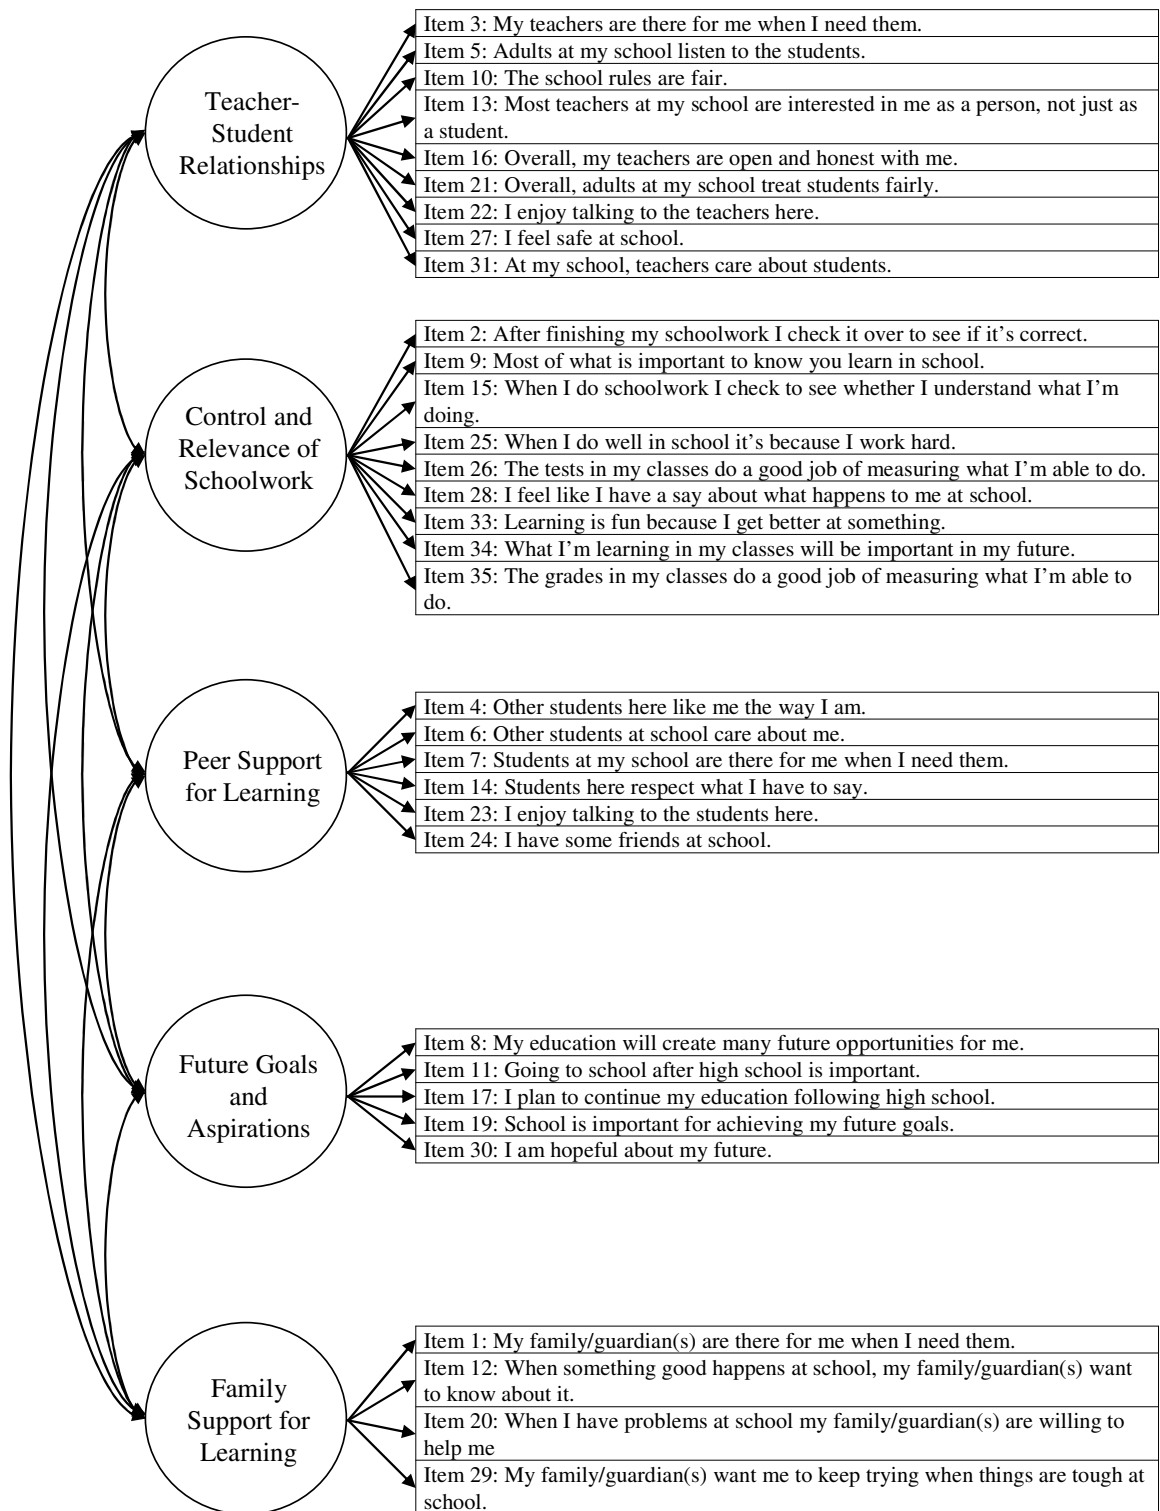 Teacher-
Student
Relationships
Item 3: My teachers are there for me when I need them.
Item 5: Adults at my school listen to the students.
Item 10: The school rules are fair.
Item 13: Most teachers at my school are interested in me as a person, not just as
a student.
Item 16: Overall, my teachers are open and honest with me.
Item 21: Overall, adults at my school treat students fairly.
Item 22: I enjoy talking to the teachers here.
Item 27: I feel safe at school.
Item 31: At my school, teachers care about students.
Control and
Relevance of
Schoolwork
Item 2: After finishing my schoolwork I check it over to see if it's correct.
Item 9: Most of what is important to know you learn in school.
Item 15: When I do schoolwork I check to see whether I understand what I'm
doing.
Item 25: When I do well in school it's because I work hard.
Item 26: The tests in my classes do a good job of measuring what I'm able to do.
Item 28: I feel like I have a say about what happens to me at school.
Item 33: Learning is fun because I get better at something.
Item 34: What I'm learning in my classes will be important in my future.
Item 35: The grades in my classes do a good job of measuring what I'm able to
do.
Peer Support
for Learning
Item 4: Other students here like me the way I am.
Item 6: Other students at school care about me.
Item 7: Students at my school are there for me when I need them.
Item 14: Students here respect what I have to say.
Item 23: I enjoy talking to the students here.
Item 24: I have some friends at school.
Future Goals
and
Aspirations
Item 8: My education will create many future opportunities for me.
Item 11: Going to school after high school is important.
Item 17: I plan to continue my education following high school.
Item 19: School is important for achieving my future goals.
Item 30: I am hopeful about my future.
Family
Support for
Learning
Item 1: My family/guardian(s) are there for me when I need them.
Item 12: When something good happens at school, my family/guardian(s) want
to know about it.
Item 20: When I have problems at school my family/guardian(s) are willing to
help me
Item 29: My family/guardian(s) want me to keep trying when things are tough at
school.